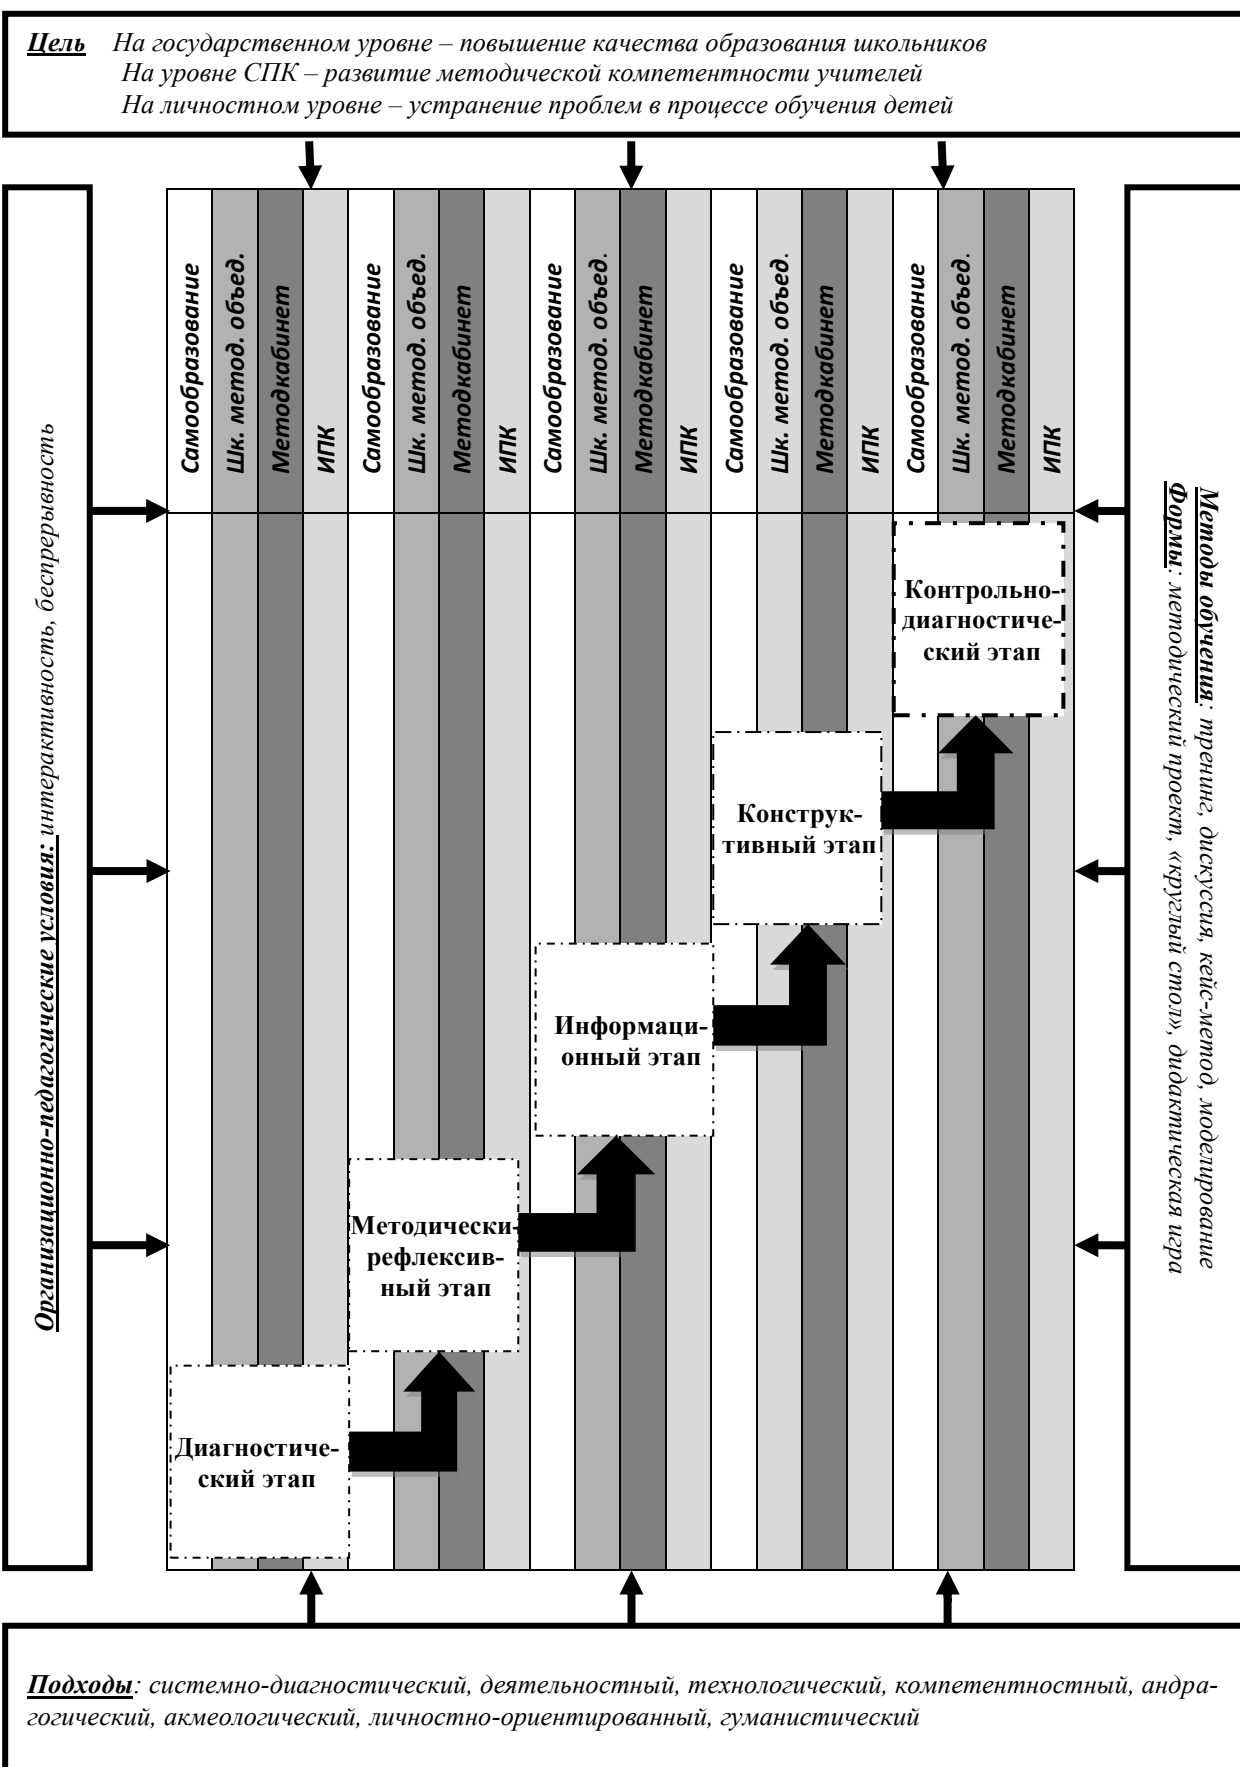 Цель На государственном уровне – повышение качества образования школьников
На уровне СПК – развитие методической компетентности учителей
На личностном уровне – устранение проблем в процессе обучения детей
Организационно-педагогические условия: интерактивность, беспрерывность
Самообразование
Шк. метод. объед.
Методкабинет
ИПК
Самообразование
Шк. метод. объед.
Методкабинет
ИПК
Самообразование
Шк. метод. объед.
Методкабинет
ИПК
Самообразование
Шк. метод. объед.
Методкабинет
ИПК
Самообразование
Шк. метод. объед.
Методкабинет
ИПК
Контрольно-
диагностиче-
ский этап
Конструк-
тивный этап
Информаци-
онный этап
Методически-
рефлексив-
ный этап
Диагностиче-
ский этап
Методы обучения: тренинг, дискуссия, кейс-метод, моделирование
Формы: методический проект, «круглый стол», дидактическая игра
Подходы: системно-диагностический, деятельностный, технологический, компетентностный, андра-
гогический, акмеологический, личностно-ориентированный, гуманистический